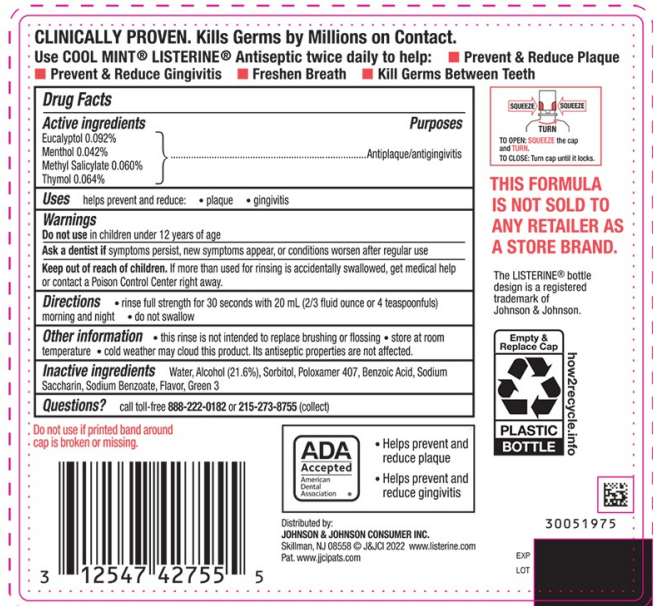 CLINICALLY PROVEN. Kills Germs by Millions on Contact.
Use COOL MINT® LISTERINE® Antiseptic twice daily to help: ■ Prevent & Reduce Plaque
■ Prevent & Reduce Gingivitis ■ Freshen Breath ■ Kill Germs Between Teeth
Drug Facts
Active ingredients Purposes
Eucalyptol 0.092%
Menthol 0.042%
Methyl Salicylate 0.060%
Thymol 0.064%
Antiplaque/antigingivitis
Uses helps prevent and reduce: • plaque • gingivitis
Warnings
Do not use in children under 12 years of age
Ask a dentist if symptoms persist, new symptoms appear, or conditions worsen after regular use
Keep out of reach of children. If more than used for rinsing is accidentally swallowed, get medical help
or contact a Poison Control Center right away.
Directions • rinse full strength for 30 seconds with 20 mL (2/3 fluid ounce or 4 teaspoonfuls)
morning and night • do not swallow
Other information • this rinse is not intended to replace brushing or flossing • store at room
temperature • cold weather may cloud this product. Its antiseptic properties are not affected.
Inactive ingredients Water, Alcohol (21.6%), Sorbitol, Poloxamer 407, Benzoic Acid, Sodium
Saccharin, Sodium Benzoate, Flavor, Green 3
Questions? call toll-free 888-222-0182 or 215-273-8755 (collect)
SQUEEZE SQUEEZE
TURN
TO OPEN: SQUEEZE the cap
and TURN.
TO CLOSE: Turn cap until it locks.
THIS FORMULA
IS NOT SOLD TO
ANY RETAILER AS
A STORE BRAND.
The LISTERINE® bottle
design is a registered
trademark of
Johnson & Johnson.
Empty &
Replace Cap
PLASTIC
BOTTLE
how2recycle.info
Do not use if printed band around
cap is broken or missing.
3 12547 42755 5
ADA
Accepted
American
Dental
Association ®
• Helps prevent and
reduce plaque
• Helps prevent and
reduce gingivitis
Distributed by:
JOHNSON & JOHNSON CONSUMER INC.
Skillman, NJ 08558 © J&JCI 2022 www.listerine.com
Pat. www.jjcipats.com
30051975
EXP
LOT